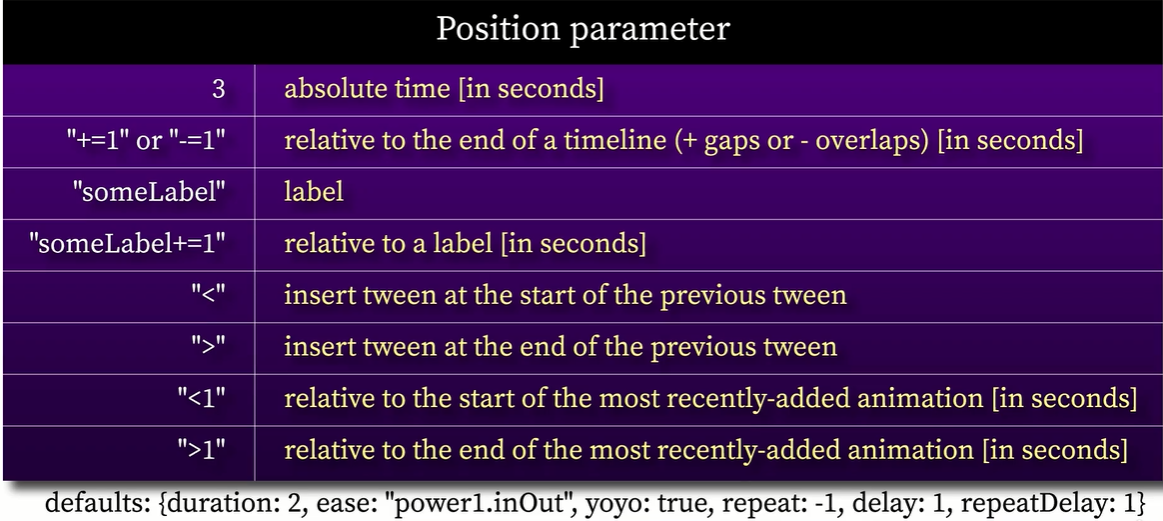 Position parameter
3 absolute time [in seconds]
"+=1" or "-=1" relative to the end of a timeline (+ gaps or - overlaps) [in seconds]
"someLabel" label
"someLabel+=1" relative to a label [in seconds]
"<" insert tween at the start of the previous tween
">" insert tween at the end of the previous tween
"<1" relative to the start of the most recently-added animation [in seconds]
">1" relative to the end of the most recently-added animation [in seconds]
defaults: {duration: 2, ease: "power1.inOut", yoyo: true, repeat: -1, delay: 1, repeatDelay: 1}